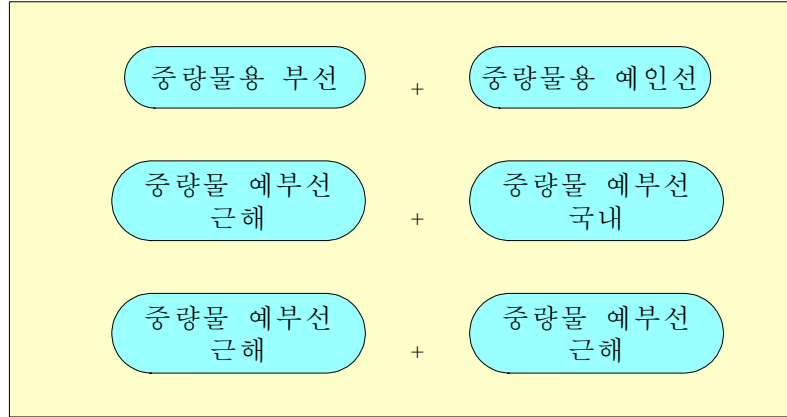 중량물용 부선 + 중량물용 예인선
중량물 예부선 중량물 예부선
근해 + 국내
중량물 예부선 중량물 예부선
근해 + 근해